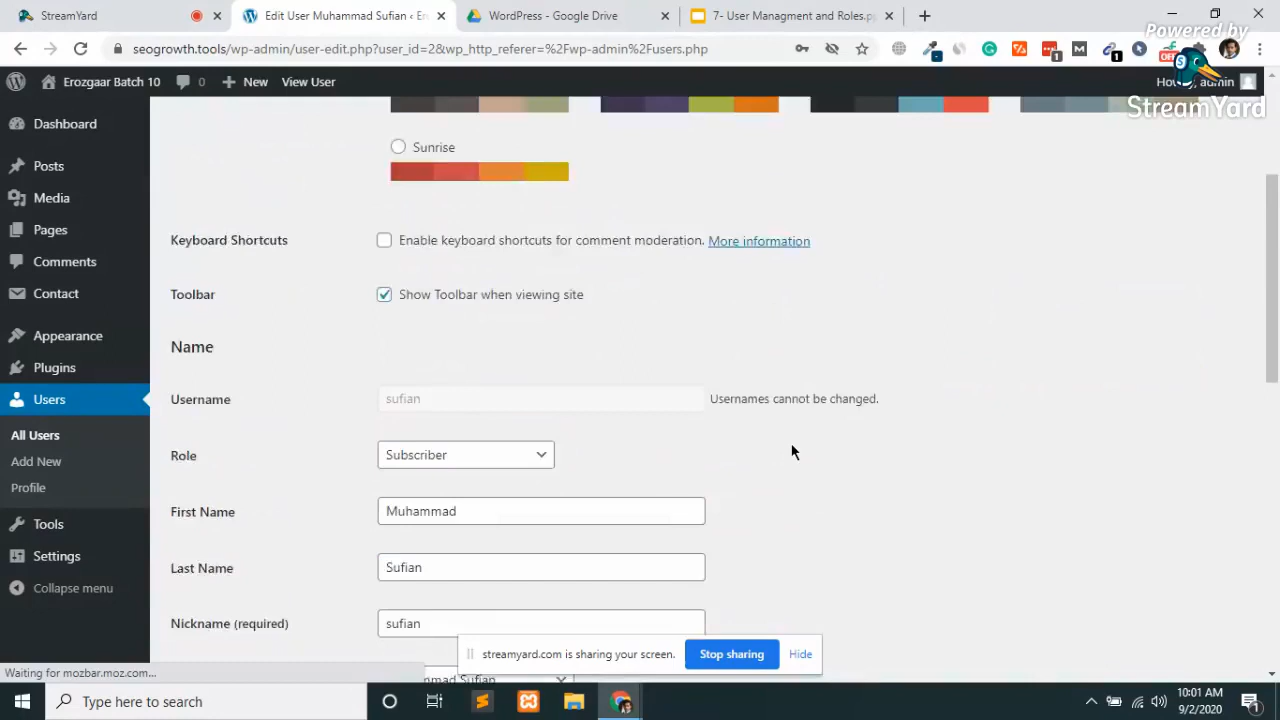 StreamYard
Edit User Muhammad Sufian ‹ En
WordPress - Google Drive
7- User Managment and Roles.p
Powered by
seogrowth.tools/wp-admin/user-edit.php?user_id=2&wp_http_referer=%2Fwp-admin%2Fusers.php
1
1
OFF
StreamYard
Erozgaar Batch 10
0
New
View User
Howdy, admin
Dashboard
Posts
Media
Pages
Comments
Contact
Appearance
Plugins
Users
All Users
Add New
Profile
Tools
Settings
Collapse menu
Sunrise
Keyboard Shortcuts
Enable keyboard shortcuts for comment moderation. More information
Toolbar
Show Toolbar when viewing site
Name
Username
sufian
Usernames cannot be changed.
Role
Subscriber
First Name
Muhammad
Last Name
Sufian
Nickname (required)
sufian
streamyard.com is sharing your screen.
Stop sharing
Hide
mmad Sufian
Waiting for mozbar.moz.com...
Type here to search
10:01 AM
9/2/2020
1